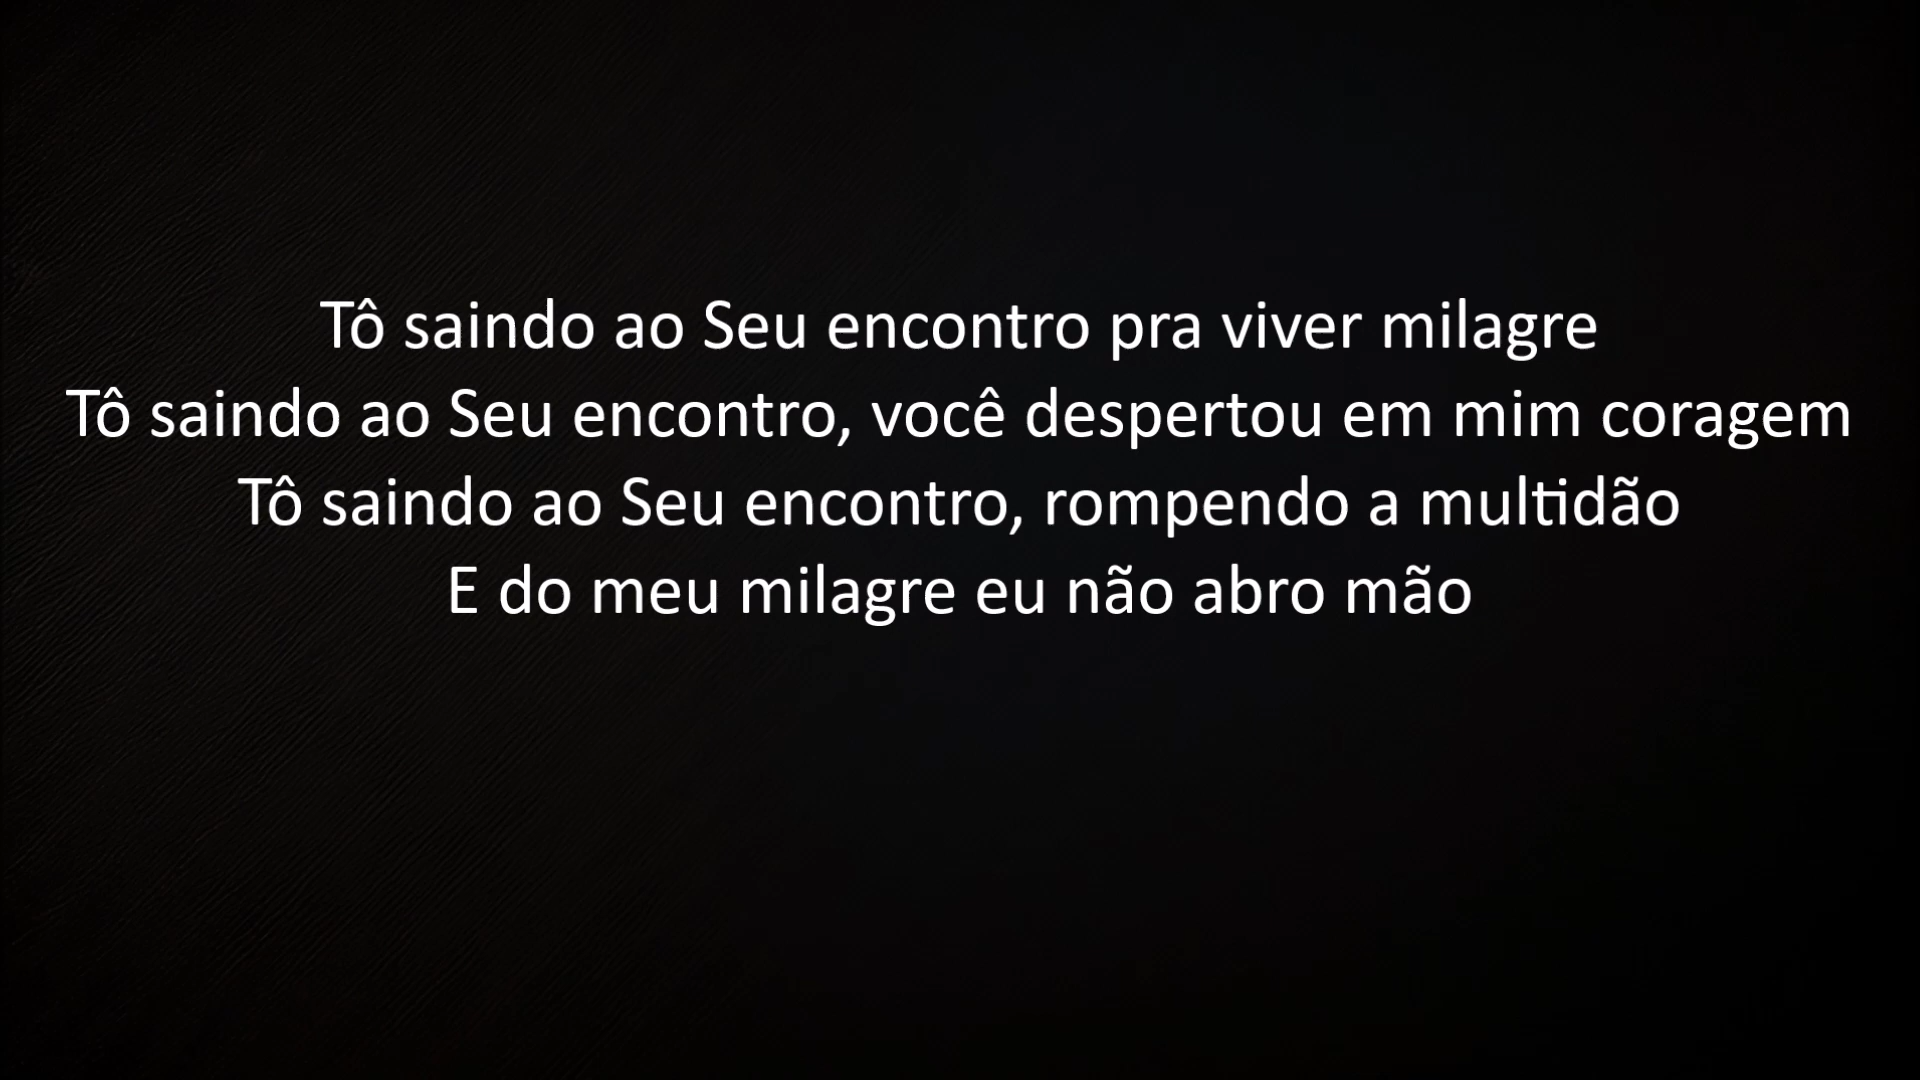 Tô saindo ao Seu encontro pra viver milagre
Tô saindo ao Seu encontro, você despertou em mim coragem
Tô saindo ao Seu encontro, rompendo a multidão
E do meu milagre eu não abro mão